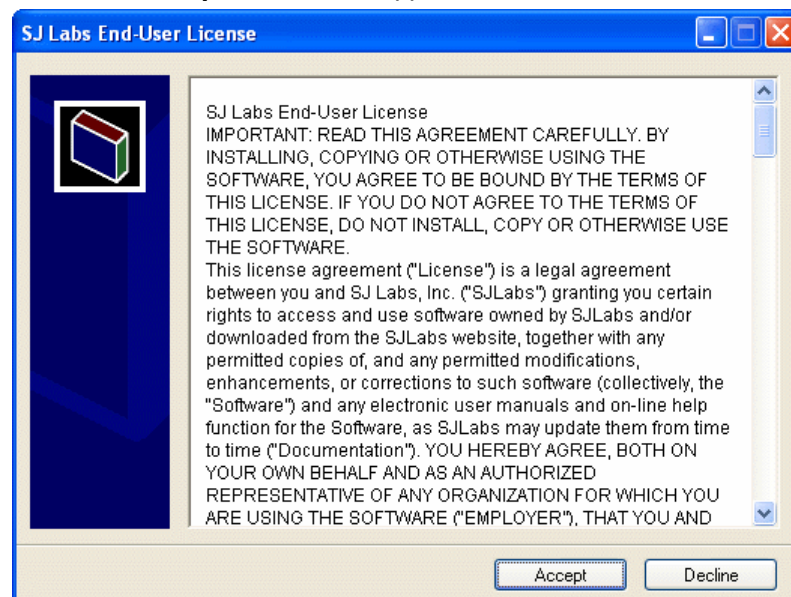 SJ Labs End-User License
SJ Labs End-User License
IMPORTANT: READ THIS AGREEMENT CAREFULLY. BY
INSTALLING, COPYING OR OTHERWISE USING THE
SOFTWARE, YOU AGREE TO BE BOUND BY THE TERMS OF
THIS LICENSE. IF YOU DO NOT AGREE TO THE TERMS OF
THIS LICENSE, DO NOT INSTALL, COPY OR OTHERWISE USE
THE SOFTWARE.
This license agreement ("License") is a legal agreement
between you and SJ Labs, Inc. ("SJLabs") granting you certain
rights to access and use software owned by SJLabs and/or
downloaded from the SJLabs website, together with any
permitted copies of, and any permitted modifications,
enhancements, or corrections to such software (collectively, the
"Software") and any electronic user manuals and on-line help
function for the Software, as SJLabs may update them from time
to time ("Documentation"). YOU HEREBY AGREE, BOTH ON
YOUR OWN BEHALF AND AS AN AUTHORIZED
REPRESENTATIVE OF ANY ORGANIZATION FOR WHICH YOU
ARE USING THE SOFTWARE ("EMPLOYER"), THAT YOU AND
Accept Decline